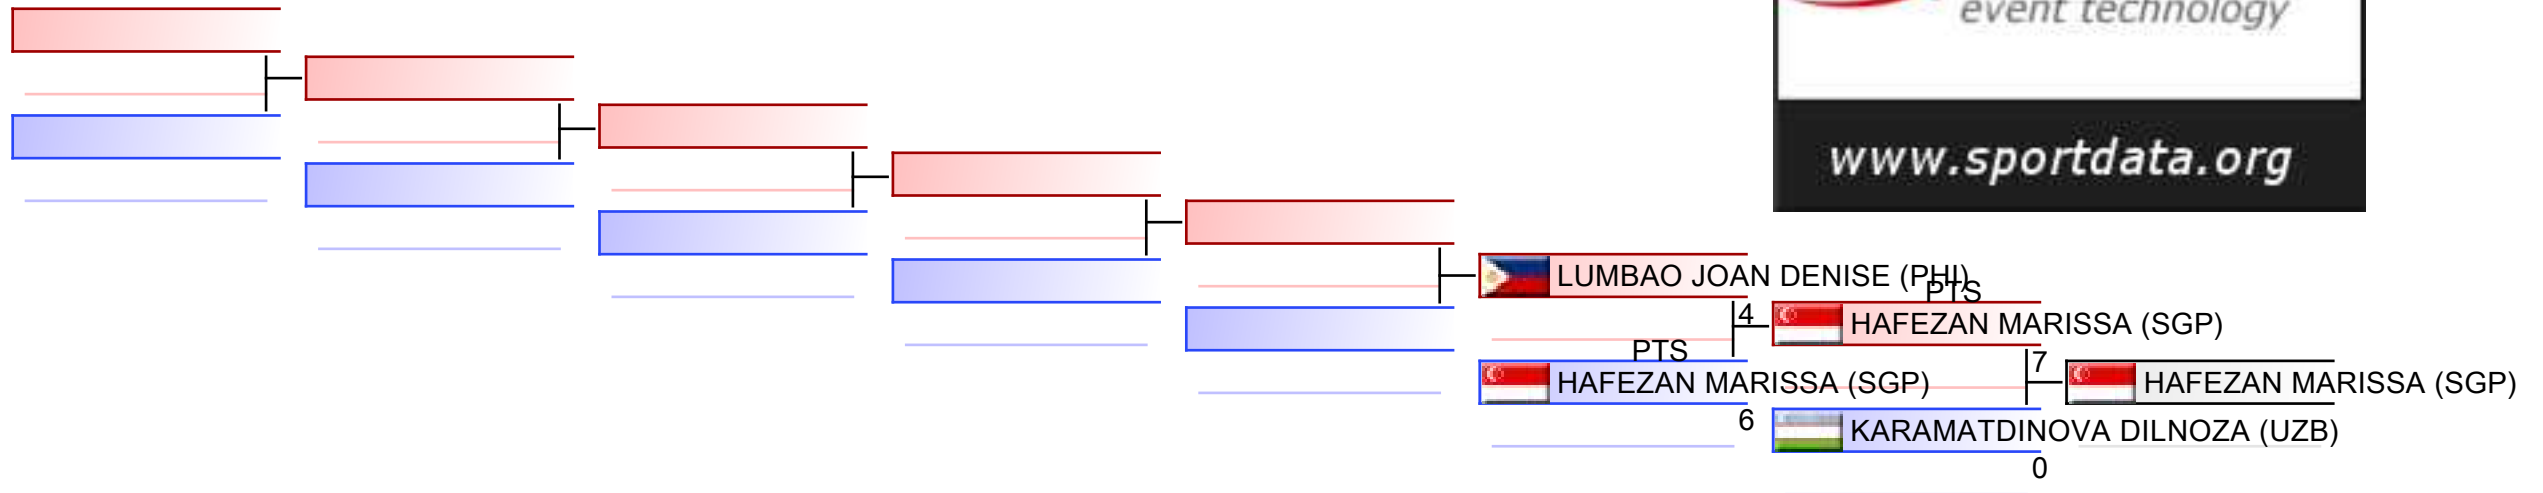 event technology
www.sportdata.org
LUMBAO JOAN DENISE (PHI)
PTS
4
HAFEZAN MARISSA (SGP)
PTS
7
HAFEZAN MARISSA (SGP)
HAFEZAN MARISSA (SGP)
6
KARAMATDINOVA DILNOZA (UZB)
0